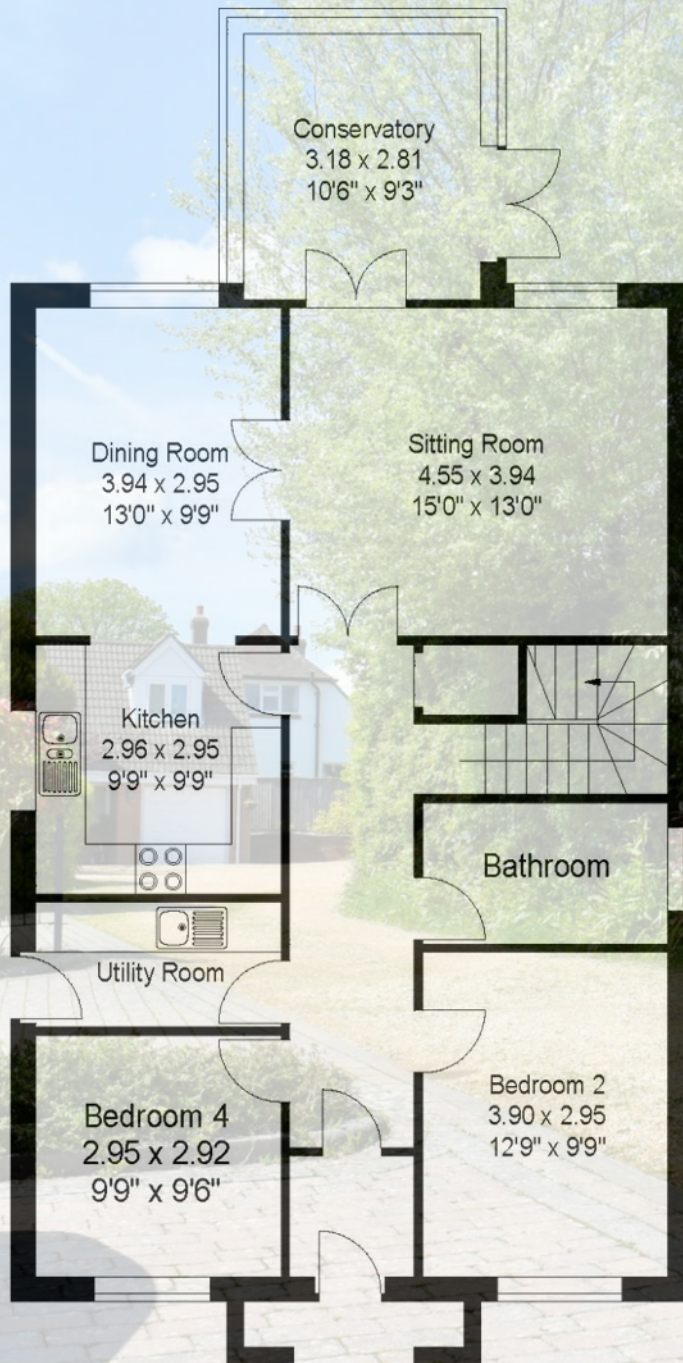 Conservatory
3.18 x 2.81
10'6" x 9'3"
Dining Room
3.94 x 2.95
13'0" x 9'9"
Sitting Room
4.55 x 3.94
15'0" x 13'0"
Kitchen
2.96 x 2.95
9'9" x 9'9"
Bathroom
Utility Room
Bedroom 2
3.90 x 2.95
12'9" x 9'9"
Bedroom 4
2.95 x 2.92
9'9" x 9'6"